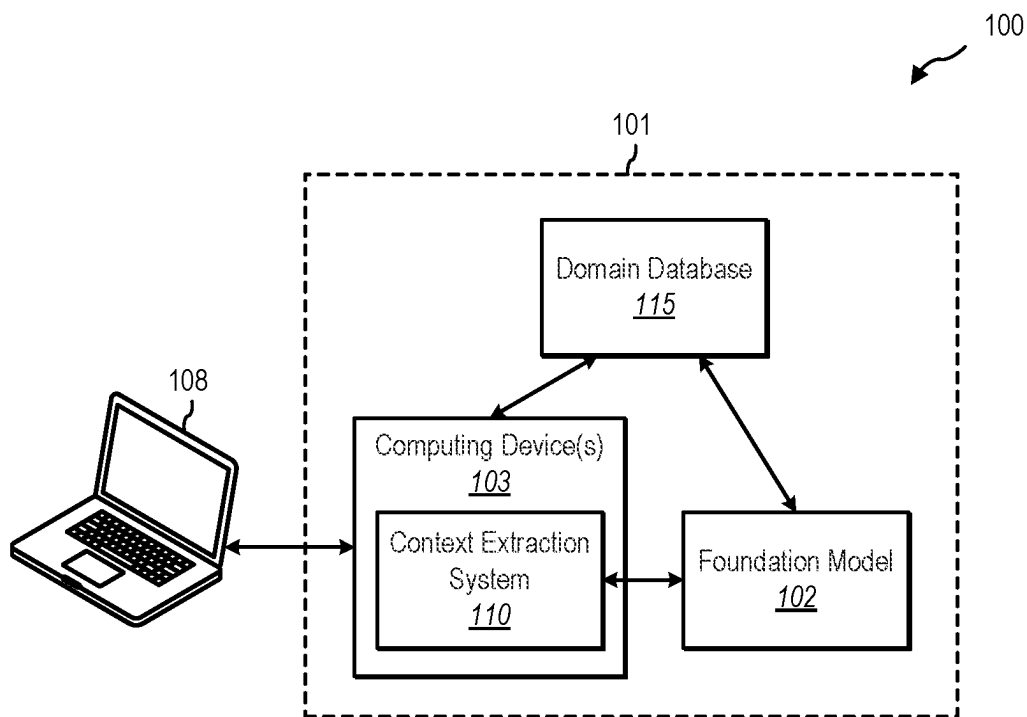 100
101
Domain Database
115
108
Computing Device(s)
103
Context Extraction
System
110
Foundation Model
102